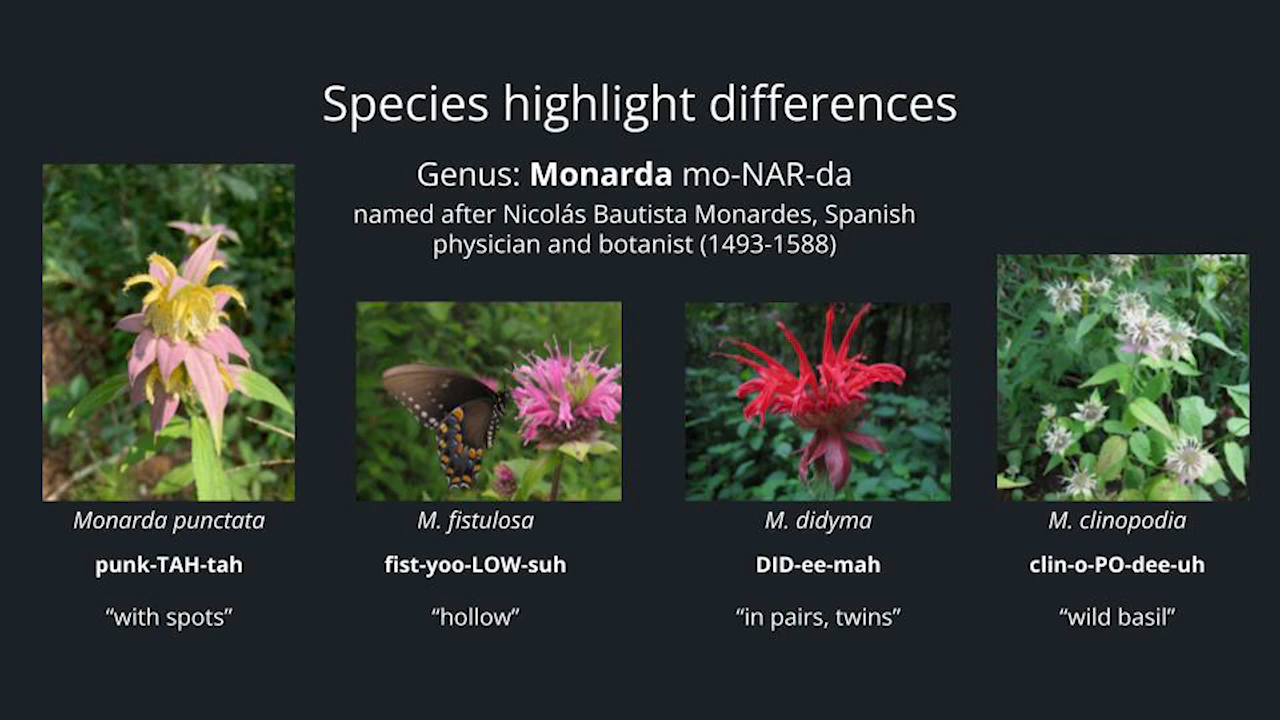 Species highlight differences
Genus: Monarda mo-NAR-da
named after Nicolás Bautista Monardes, Spanish
physician and botanist (1493-1588)
Monarda punctata
punk-TAH-tah
“with spots”
M. fistulosa
fist-yoo-LOW-suh
“hollow”
M. didyma
DID-ee-mah
“in pairs, twins”
M. clinopodia
clin-o-PO-dee-uh
“wild basil”